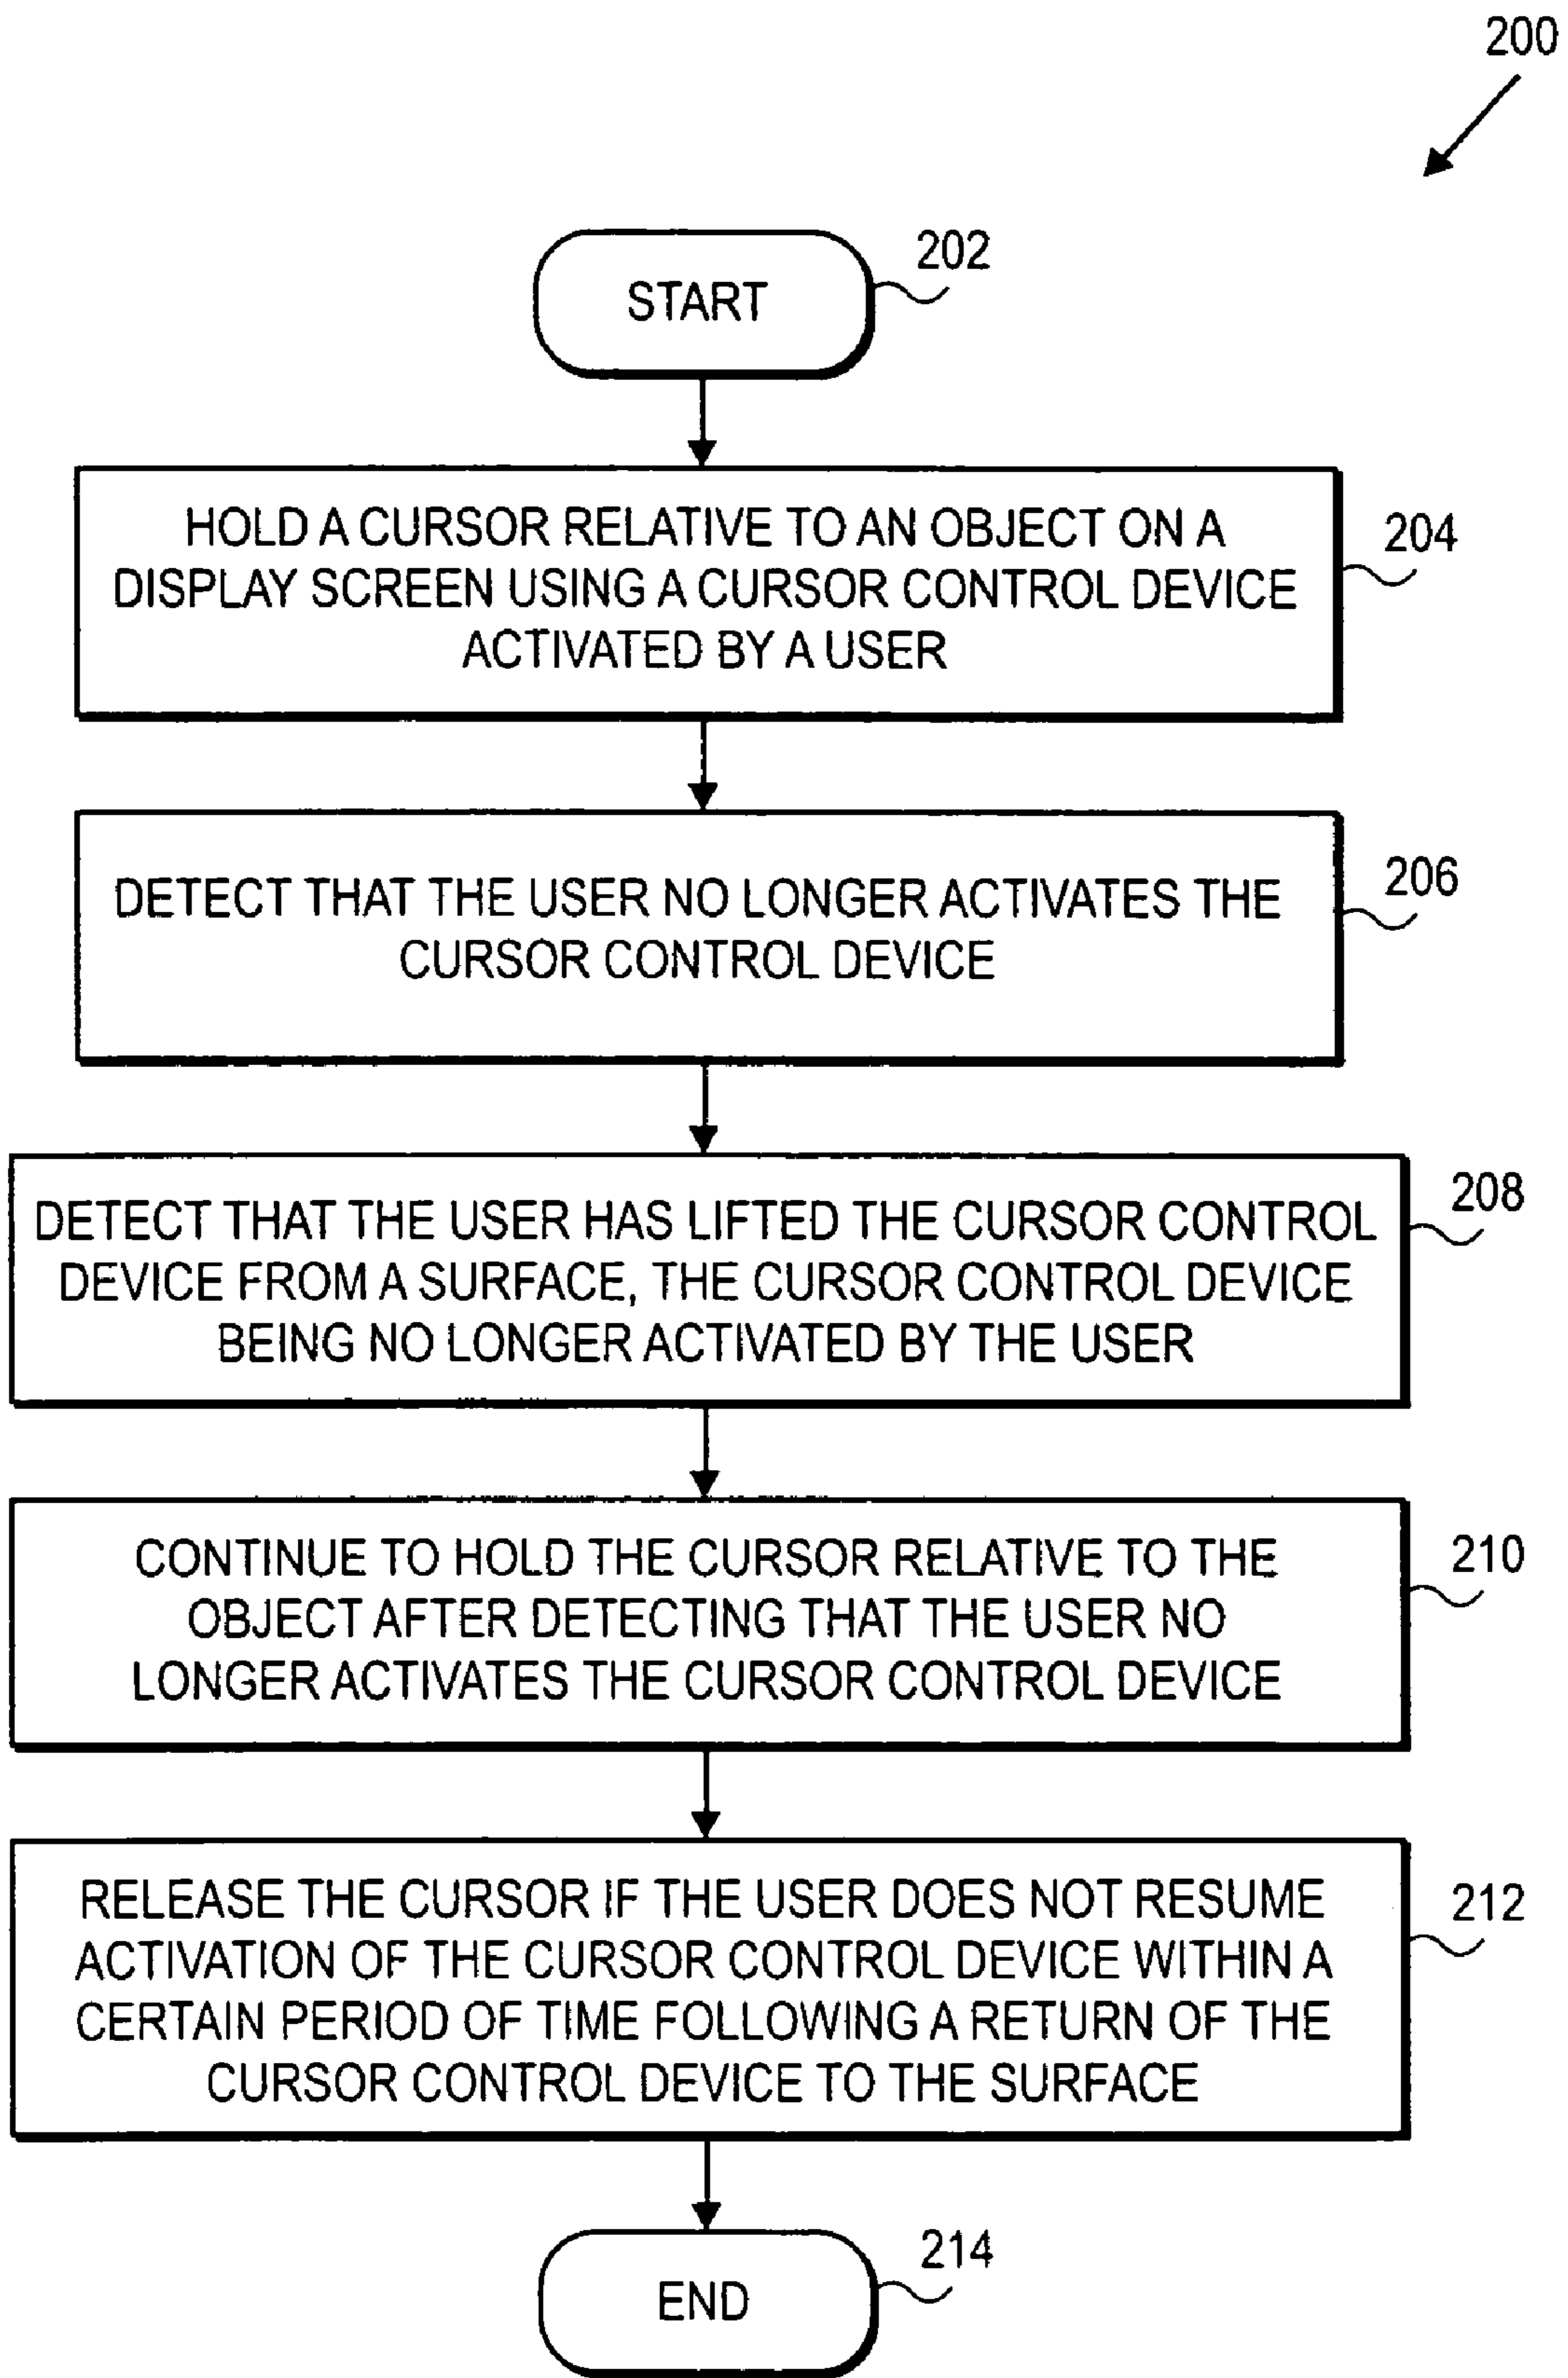 200
START
202
HOLD A CURSOR RELATIVE TO AN OBJECT ON A
DISPLAY SCREEN USING A CURSOR CONTROL DEVICE
ACTIVATED BY A USER
204
DETECT THAT THE USER NO LONGER ACTIVATES THE
CURSOR CONTROL DEVICE
206
DETECT THAT THE USER HAS LIFTED THE CURSOR CONTROL
DEVICE FROM A SURFACE, THE CURSOR CONTROL DEVICE
BEING NO LONGER ACTIVATED BY THE USER
208
CONTINUE TO HOLD THE CURSOR RELATIVE TO THE
OBJECT AFTER DETECTING THAT THE USER NO
LONGER ACTIVATES THE CURSOR CONTROL DEVICE
210
RELEASE THE CURSOR IF THE USER DOES NOT RESUME
ACTIVATION OF THE CURSOR CONTROL DEVICE WITHIN A
CERTAIN PERIOD OF TIME FOLLOWING A RETURN OF THE
CURSOR CONTROL DEVICE TO THE SURFACE
212
END
214